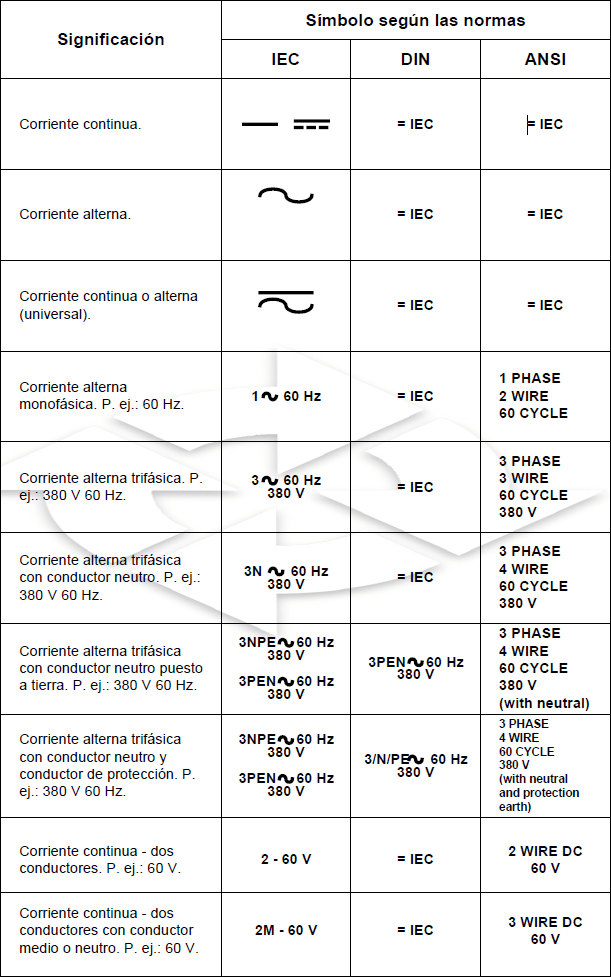 Significación
Símbolo según las normas
IEC
DIN
ANSI
Corriente continua.
= IEC
= IEC
Corriente alterna.
= IEC
= IEC
Corriente continua o alterna
(universal).
= IEC
= IEC
Corriente alterna
monofásica. P. ej.: 60 Hz.
1 60 Hz
= IEC
1 PHASE
2 WIRE
60 CYCLE
Corriente alterna trifásica. P.
ej.: 380 V 60 Hz.
3 60 Hz
380 V
= IEC
3 PHASE
3 WIRE
60 CYCLE
380 V
Corriente alterna trifásica
con conductor neutro. P. ej.:
380 V 60 Hz.
3N 60 Hz
380 V
= IEC
3 PHASE
4 WIRE
60 CYCLE
380 V
Corriente alterna trifásica
con conductor neutro puesto
a tierra. P. ej.: 380 V 60 Hz.
3NPE 60 Hz
380 V
3PEN 60 Hz
380 V
3PEN 60 Hz
380 V
3 PHASE
4 WIRE
60 CYCLE
380 V
(with neutral)
Corriente alterna trifásica
con conductor neutro y
conductor de protección. P.
ej.: 380 V 60 Hz.
3NPE 60 Hz
380 V
3PEN 60 Hz
380 V
3/N/PE 60 Hz
380 V
3 PHASE
4 WIRE
60 CYCLE
380 V
(with neutral
and protection
earth)
Corriente continua - dos
conductores. P. ej.: 60 V.
2 - 60 V
= IEC
2 WIRE DC
60 V
Corriente continua - dos
conductores con conductor
medio o neutro. P. ej.: 60 V.
2M - 60 V
= IEC
3 WIRE DC
60 V